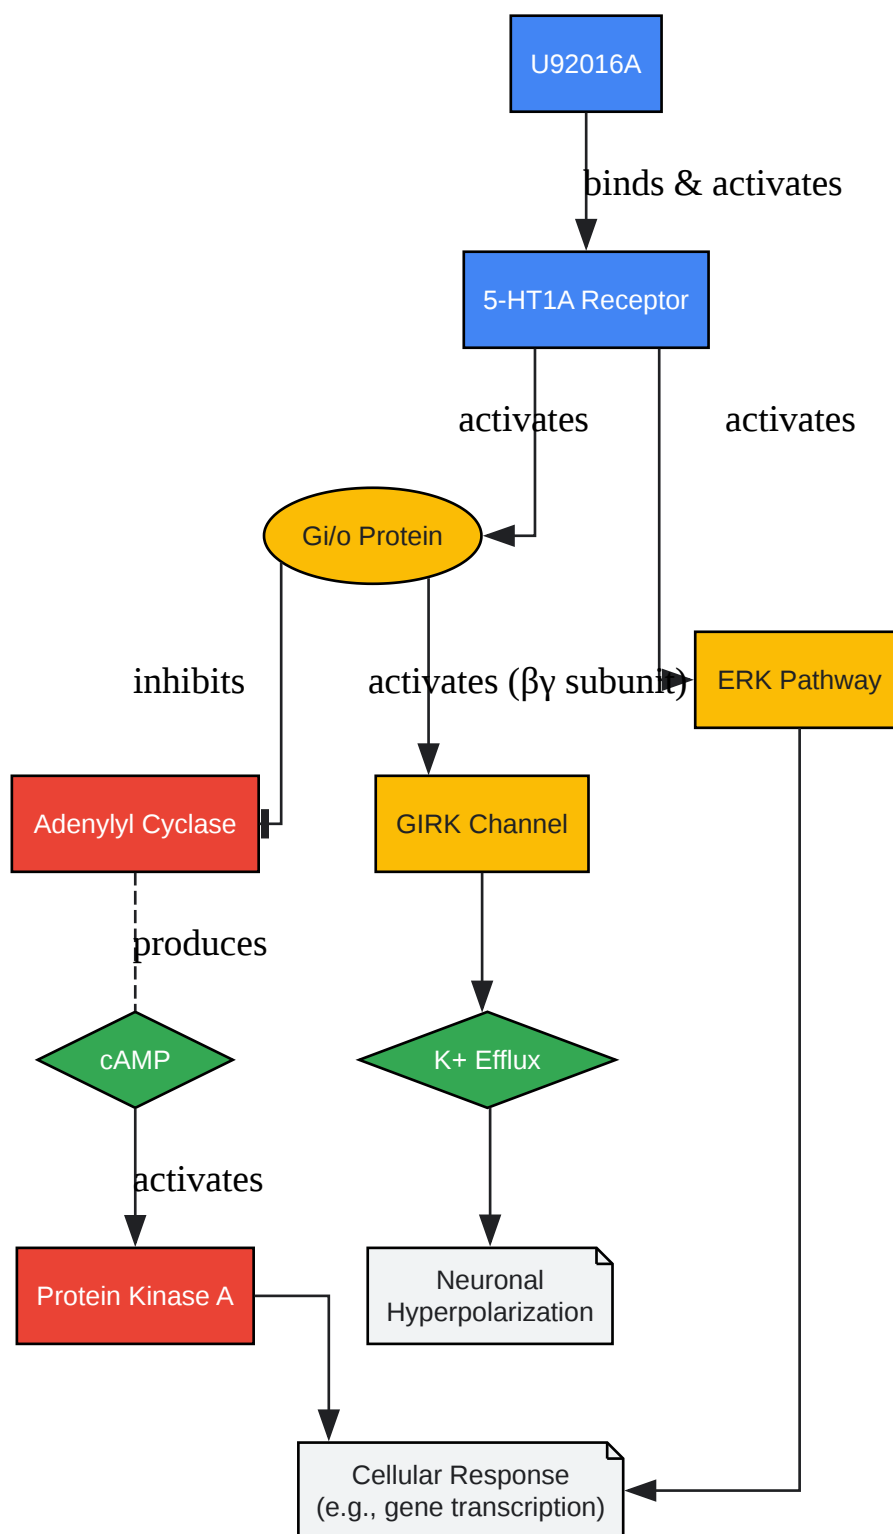 U92016A
binds & activates
5-HT1A Receptor
activates
activates
Gi/o Protein
inhibits
activates (βγ subunit)
ERK Pathway
Adenylyl Cyclase
GIRK Channel
produces
cAMP
K+ Efflux
activates
Protein Kinase A
Neuronal
Hyperpolarization
Cellular Response
(e.g., gene transcription)